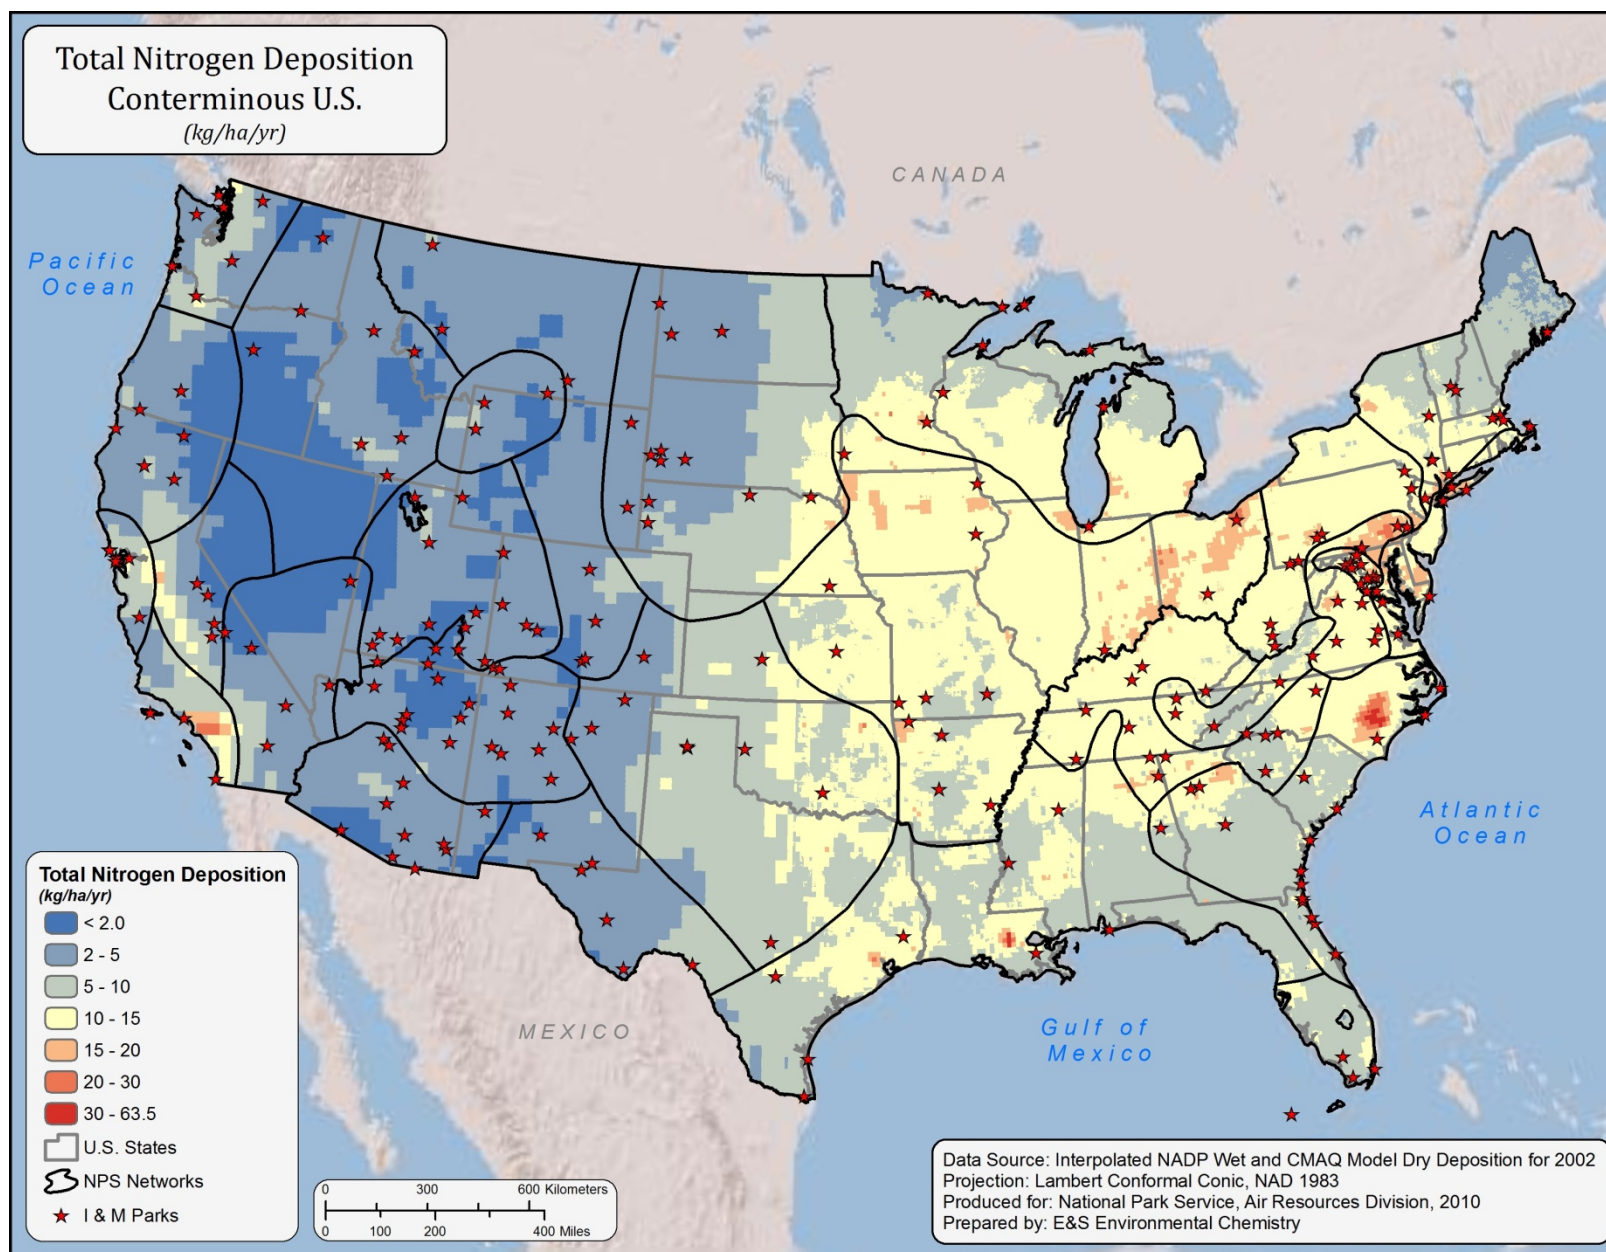 Total Nitrogen Deposition
Conterminous U.S.
(kg/ha/yr)
CANADA
Pacific
Ocean
Atlantic
Ocean
Gulf of
Mexico
MEXICO
Total Nitrogen Deposition
(kg/ha/yr)
< 2.0
2 - 5
5 - 10
10 - 15
15 - 20
20 - 30
30 - 63.5
U.S. States
NPS Networks
I & M Parks
0 300 600 Kilometers
0 100 200 400 Miles
Data Source: Interpolated NADP Wet and CMAQ Model Dry Deposition for 2002
Projection: Lambert Conformal Conic, NAD 1983
Produced for: National Park Service, Air Resources Division, 2010
Prepared by: E&S Environmental Chemistry